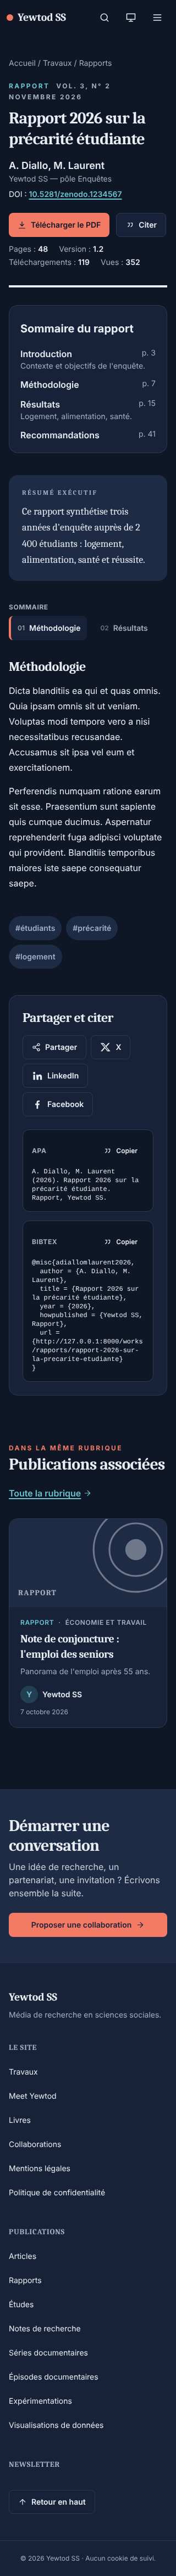 Yewtod SS
Accueil / Travaux / Rapports
RAPPORT VOL. 3, N° 2
NOVEMBRE 2026
Rapport 2026 sur la
précarité étudiante
A. Diallo, M. Laurent
Yewtod SS — pôle Enquêtes
DOI : 10.5281/zenodo.1234567
Télécharger le PDF
Citer
Pages : 48 Version : 1.2
Téléchargements : 119 Vues : 352
Sommaire du rapport
Introduction p. 3
Contexte et objectifs de l'enquête.
Méthodologie p. 7
Résultats p. 15
Logement, alimentation, santé.
Recommandations p. 41
RÉSUMÉ EXÉCUTIF
Ce rapport synthétise trois
années d'enquête auprès de 2
400 étudiants : logement,
alimentation, santé et réussite.
SOMMAIRE
01 Méthodologie 02 Résultats
Méthodologie
Dicta blanditiis ea qui et quas omnis.
Quia ipsam omnis sit ut veniam.
Voluptas modi tempore vero a nisi
necessitatibus recusandae.
Accusamus sit ipsa vel eum et
exercitationem.
Perferendis numquam ratione earum
sit esse. Praesentium sunt sapiente
quis cumque ducimus. Aspernatur
reprehenderit fuga adipisci voluptate
qui provident. Blanditiis temporibus
maiores iste saepe consequatur
saepe.
#étudiants #précarité
#logement
Partager et citer
Partager X
LinkedIn
Facebook
APA Copier
A. Diallo, M. Laurent
(2026). Rapport 2026 sur la
précarité étudiante.
Rapport, Yewtod SS.
BIBTEX Copier
@misc{adiallomlaurent2026,
author = {A. Diallo, M.
Laurent},
title = {Rapport 2026 sur
la précarité étudiante},
year = {2026},
howpublished = {Yewtod SS,
Rapport},
url =
{http://127.0.0.1:8000/works
/rapports/rapport-2026-sur-
la-precarite-etudiante}
}
DANS LA MÊME RUBRIQUE
Publications associées
Toute la rubrique
RAPPORT
RAPPORT · ÉCONOMIE ET TRAVAIL
Note de conjoncture :
l'emploi des seniors
Panorama de l'emploi après 55 ans.
Y Yewtod SS
7 octobre 2026
Démarrer une
conversation
Une idée de recherche, un
partenariat, une invitation ? Écrivons
ensemble la suite.
Proposer une collaboration
Yewtod SS
Média de recherche en sciences sociales.
LE SITE
Travaux
Meet Yewtod
Livres
Collaborations
Mentions légales
Politique de confidentialité
PUBLICATIONS
Articles
Rapports
Études
Notes de recherche
Séries documentaires
Épisodes documentaires
Expérimentations
Visualisations de données
NEWSLETTER
Retour en haut
© 2026 Yewtod SS · Aucun cookie de suivi.